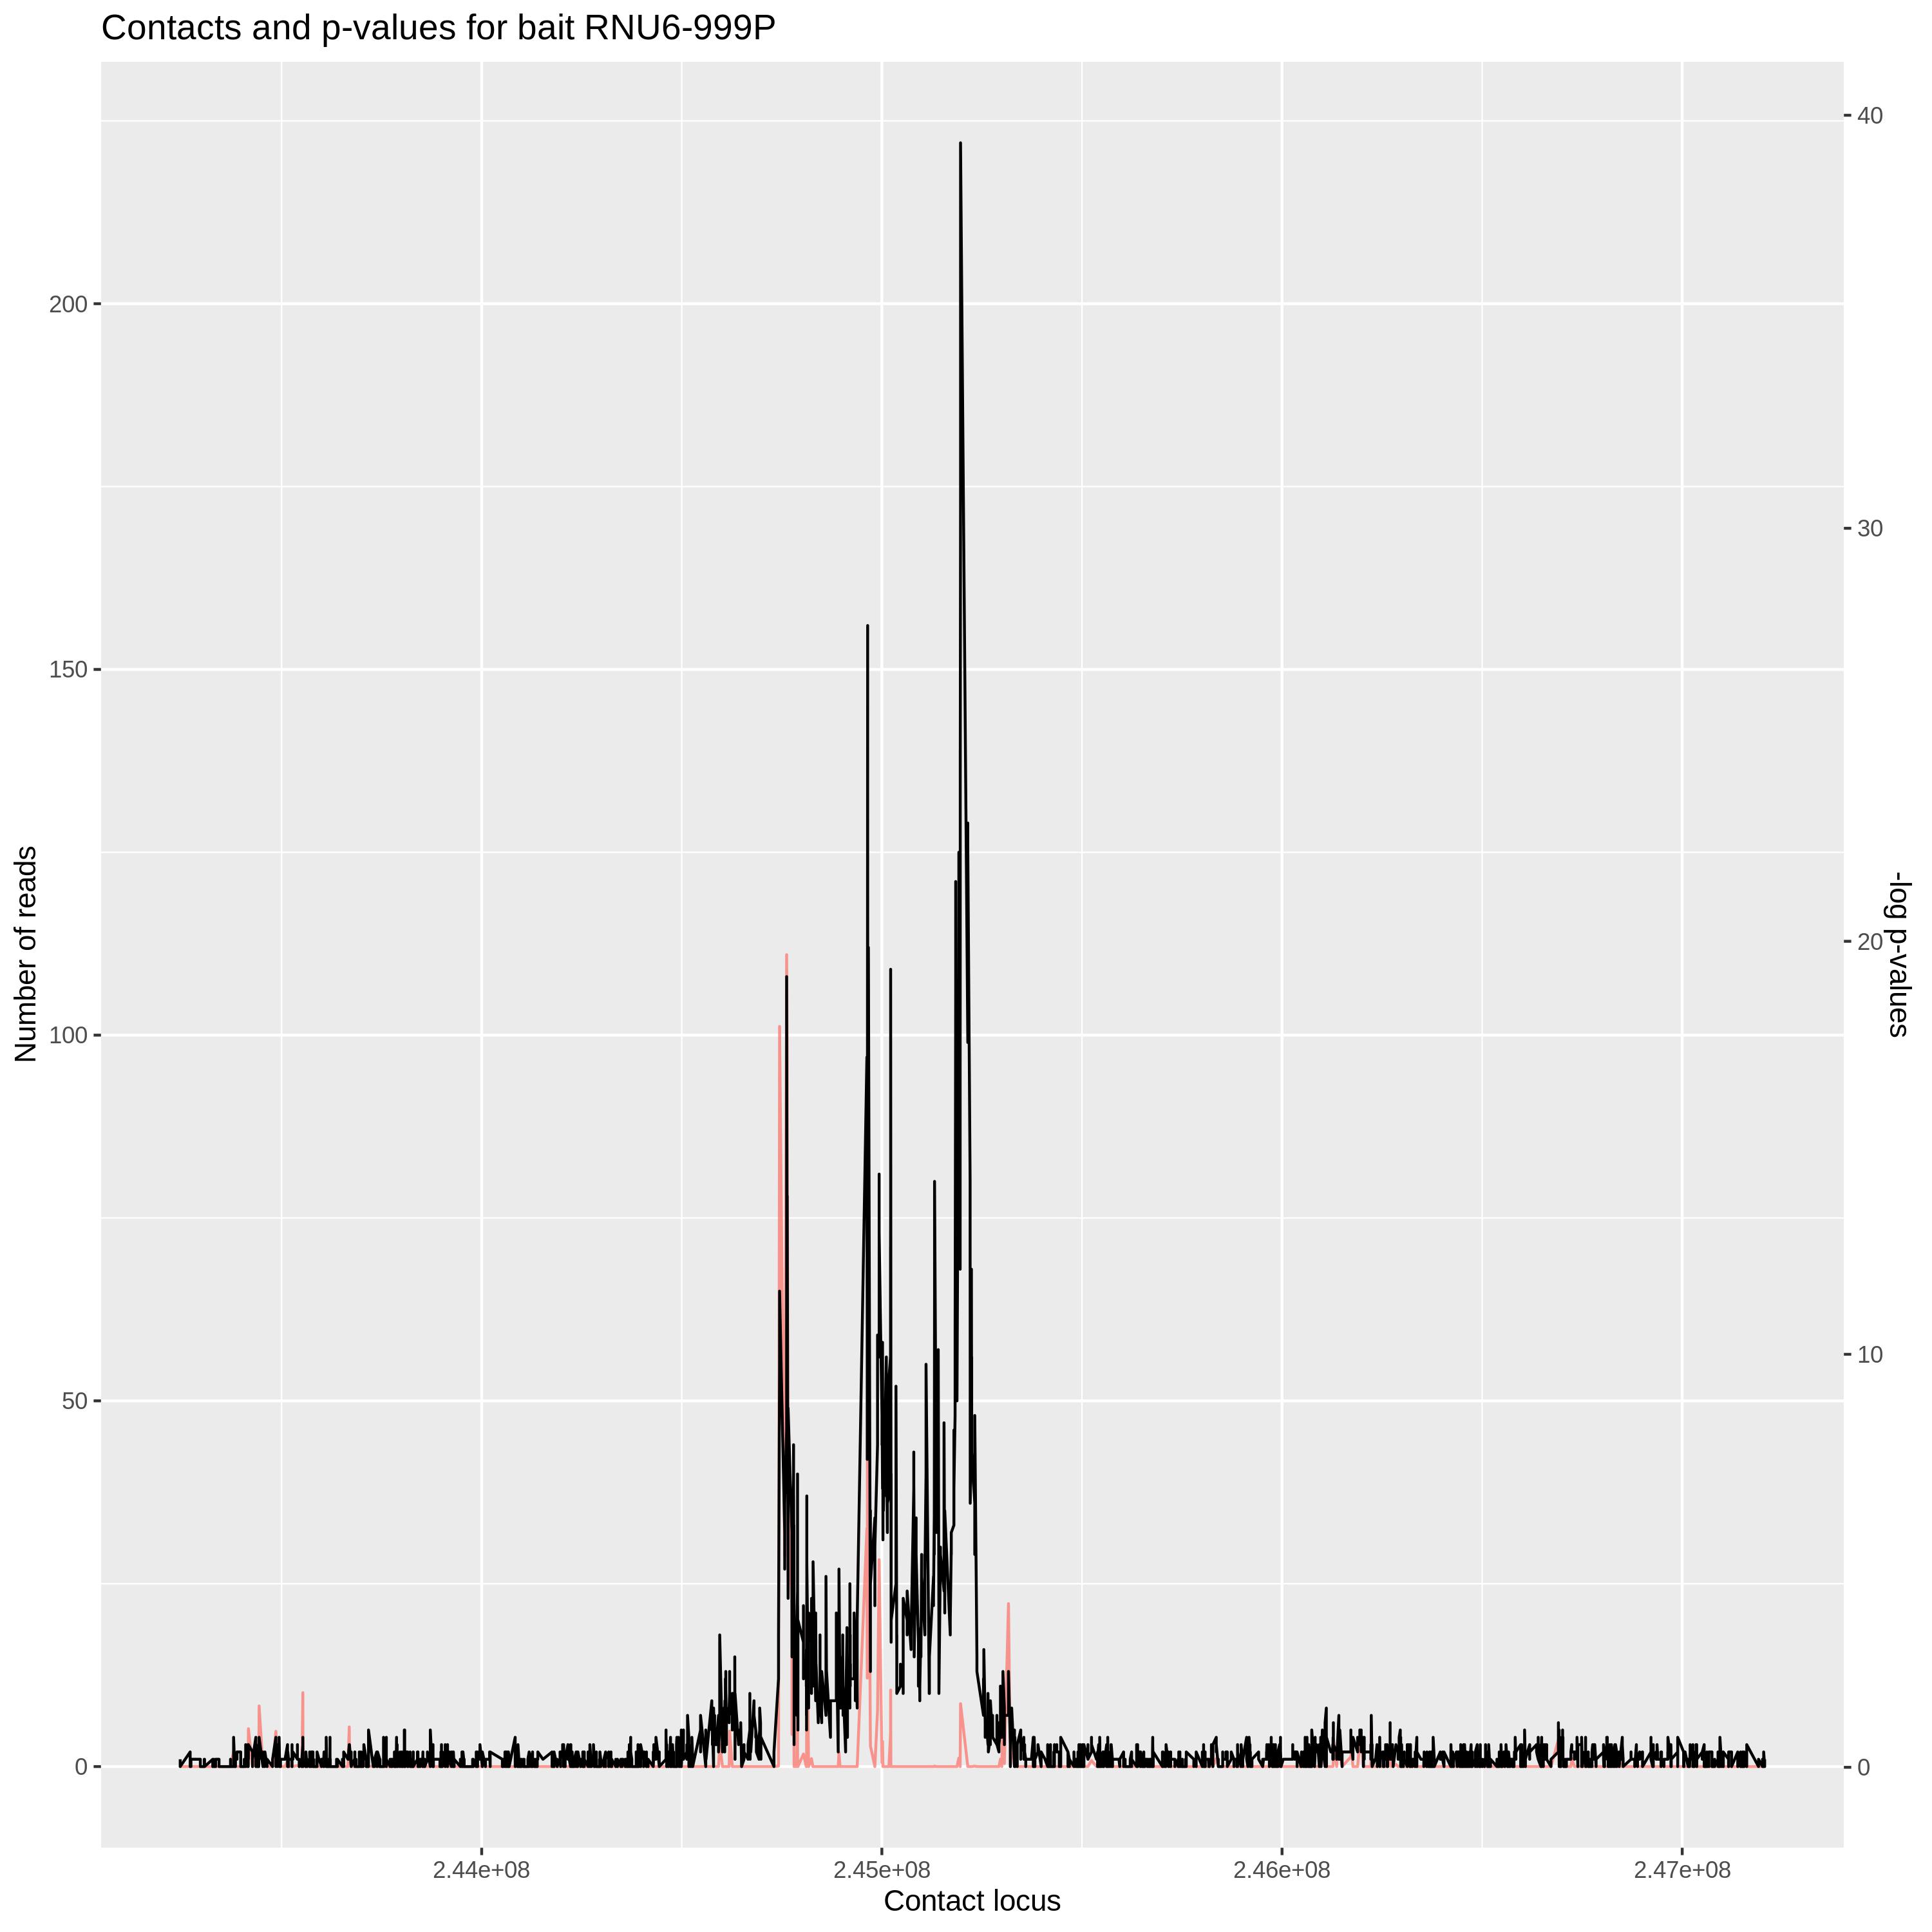 Contacts and p-values for bait RNU6-999P
Number of reads
200
150
100
50
0
40
30
20
10
0
-log p-values
2.44e+08
2.45e+08
2.46e+08
2.47e+08
Contact locus